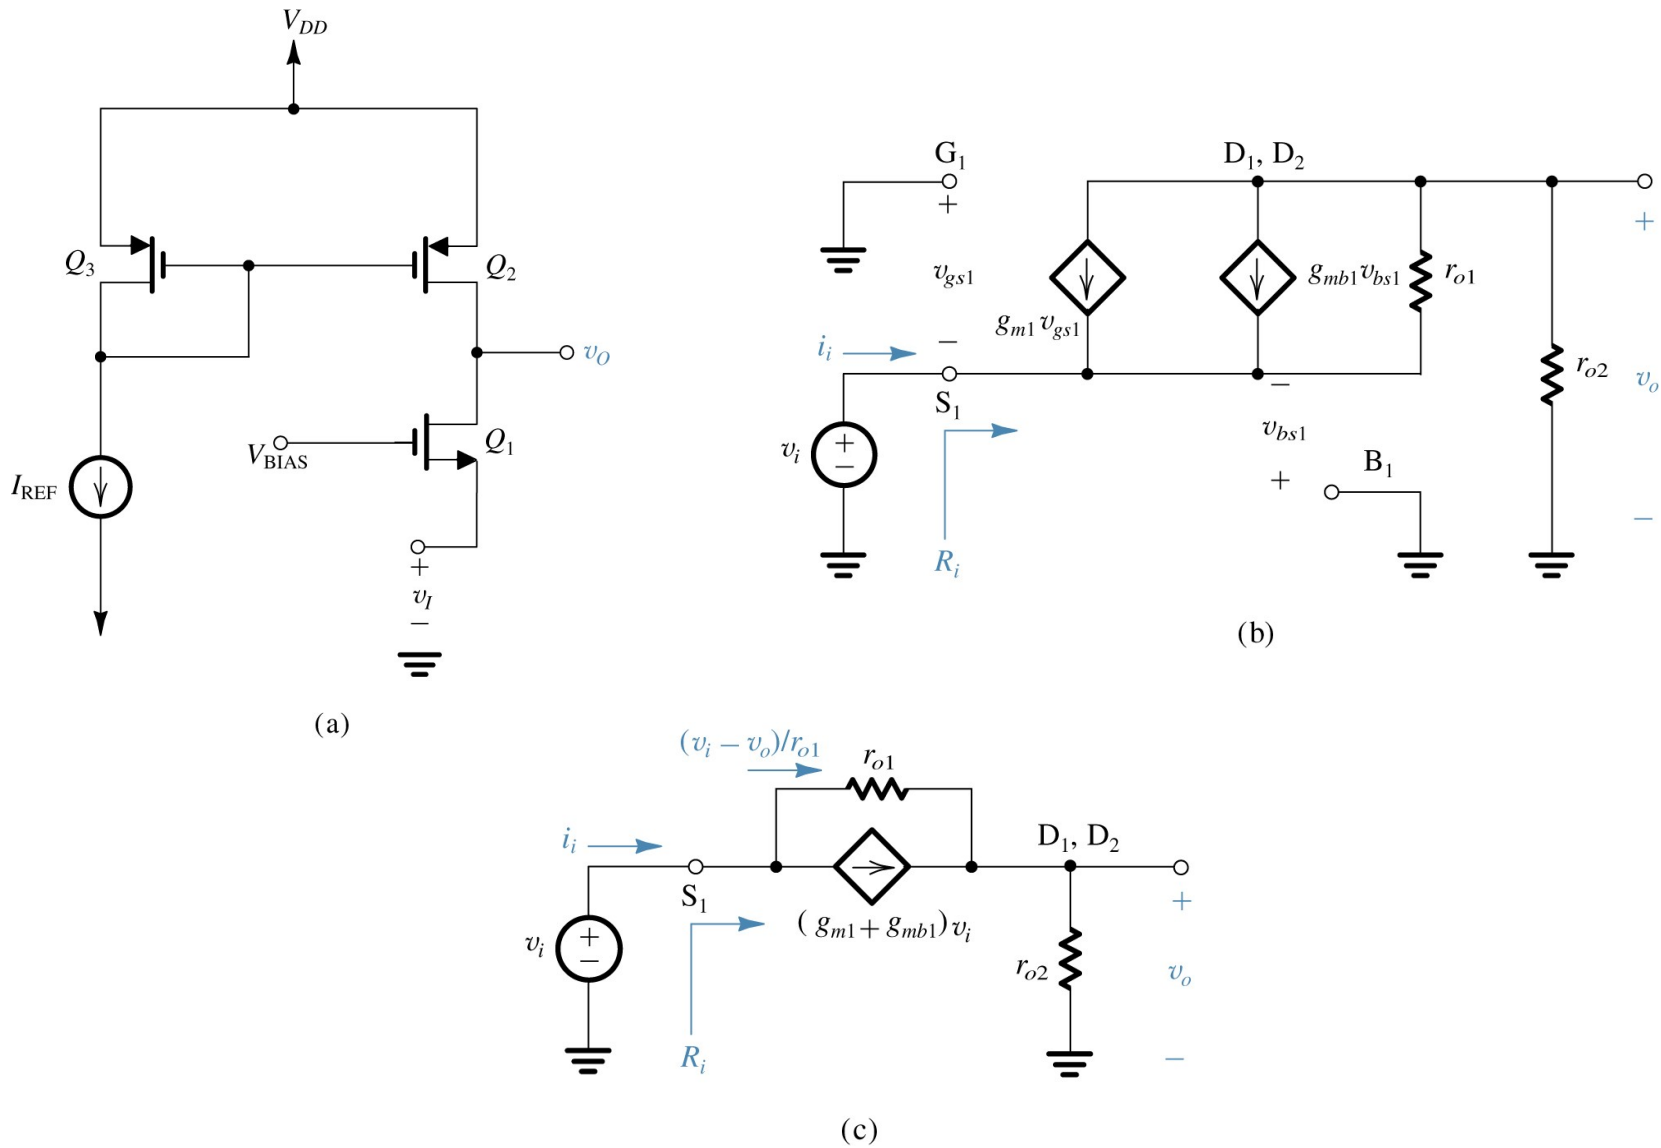 V_DD
Q_3
Q_2
v_O
V_BIAS
Q_1
I_REF
+
v_I
−
(a)
G_1
+
v_gs1
−
D_1, D_2
g_m1 v_gs1
g_mb1 v_bs1
r_o1
r_o2
+
v_o
−
i_i
S_1
v_i
+
−
R_i
−
v_bs1
+
B_1
(b)
(v_i − v_o)/r_o1
r_o1
i_i
S_1
D_1, D_2
(g_m1 + g_mb1) v_i
v_i
+
−
R_i
r_o2
+
v_o
−
(c)